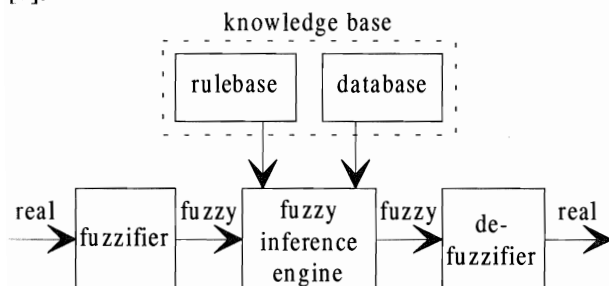 knowledge base
rulebase
database
real
fuzzifier
fuzzy
fuzzy
inference
engine
fuzzy
de-
fuzzifier
real